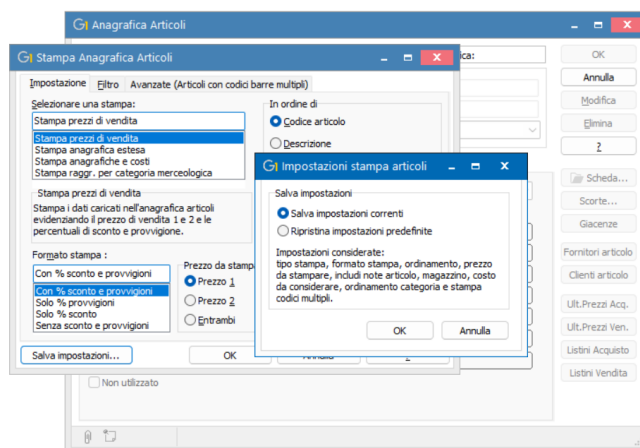 G1 Anagrafica Articoli
ica:
OK
Annulla
Modifica
Elimina
?
Scheda...
Scorte...
Giacenze
Fornitori articolo
Clienti articolo
Ult.Prezzi Acq.
Ult.Prezzi Ven.
Listini Acquisto
Listini Vendita
Non utilizzato
G1 Stampa Anagrafica Articoli
Impostazione Filtro Avanzate (Articoli con codici barre multipli)
Selezionare una stampa:
Stampa prezzi di vendita
Stampa prezzi di vendita
Stampa anagrafica estesa
Stampa anagrafiche e costi
Stampa raggr. per categoria merceologica
In ordine di
Codice articolo
Descrizione
Stampa prezzi di vendita
Stampa i dati caricati nell'anagrafica articoli
evidenziando il prezzo di vendita 1 e 2 e le
percentuali di sconto e provvigione.
Formato stampa :
Con % sconto e provvigioni
Con % sconto e provvigioni
Solo % provvigioni
Solo % sconto
Senza sconto e provvigioni
Prezzo da stampa
Prezzo 1
Prezzo 2
Entrambi
Salva impostazioni...
OK
Annulla
?
G1 Impostazioni stampa articoli
Salva impostazioni
Salva impostazioni correnti
Ripristina impostazioni predefinite
Impostazioni considerate:
tipo stampa, formato stampa, ordinamento, prezzo
da stampare, includi note articolo, magazzino, costo
da considerare, ordinamento categoria e stampa
codici multipli.
OK
Annulla